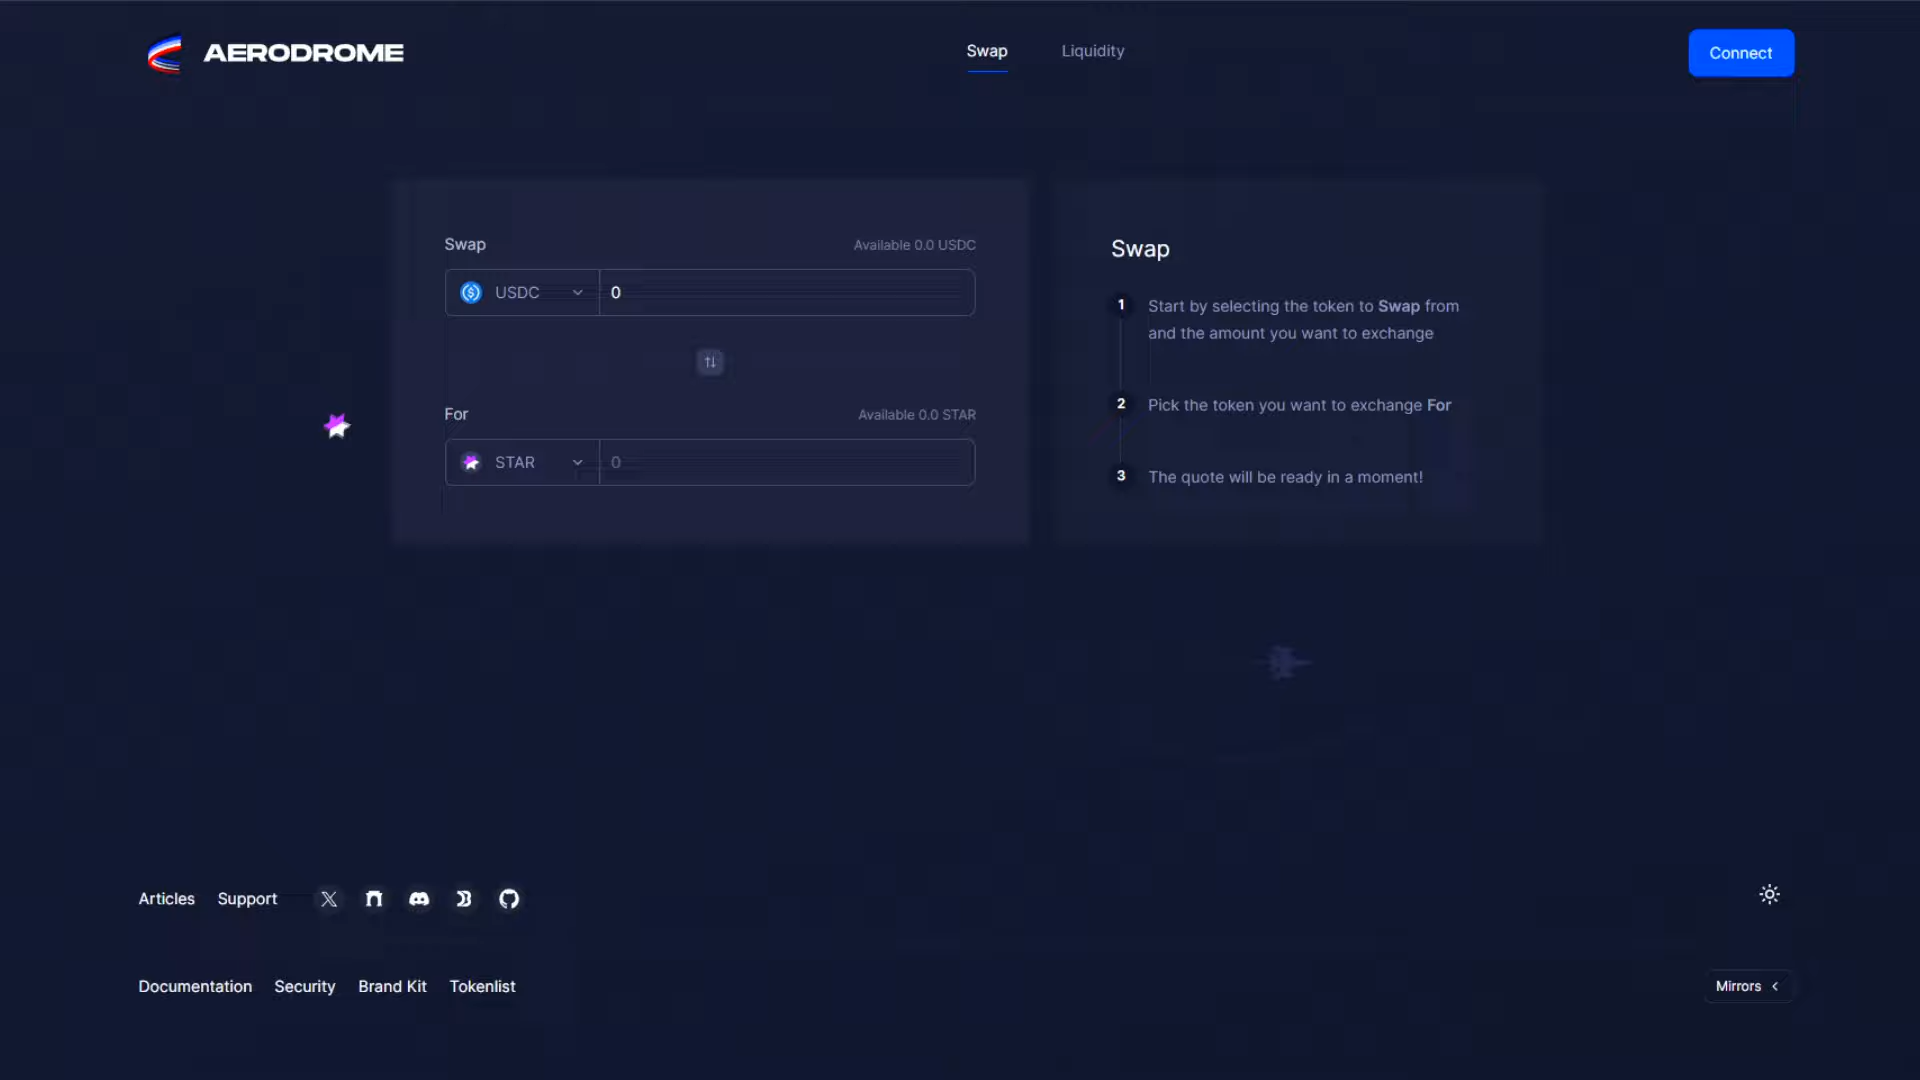 AERODROME
Swap
Liquidity
Connect
Swap
Available 0.0 USDC
USDC
0
For
Available 0.0 STAR
STAR
0
Swap
1
Start by selecting the token to Swap from
and the amount you want to exchange
2
Pick the token you want to exchange For
3
The quote will be ready in a moment!
Articles
Support
Documentation
Security
Brand Kit
Tokenlist
Mirrors